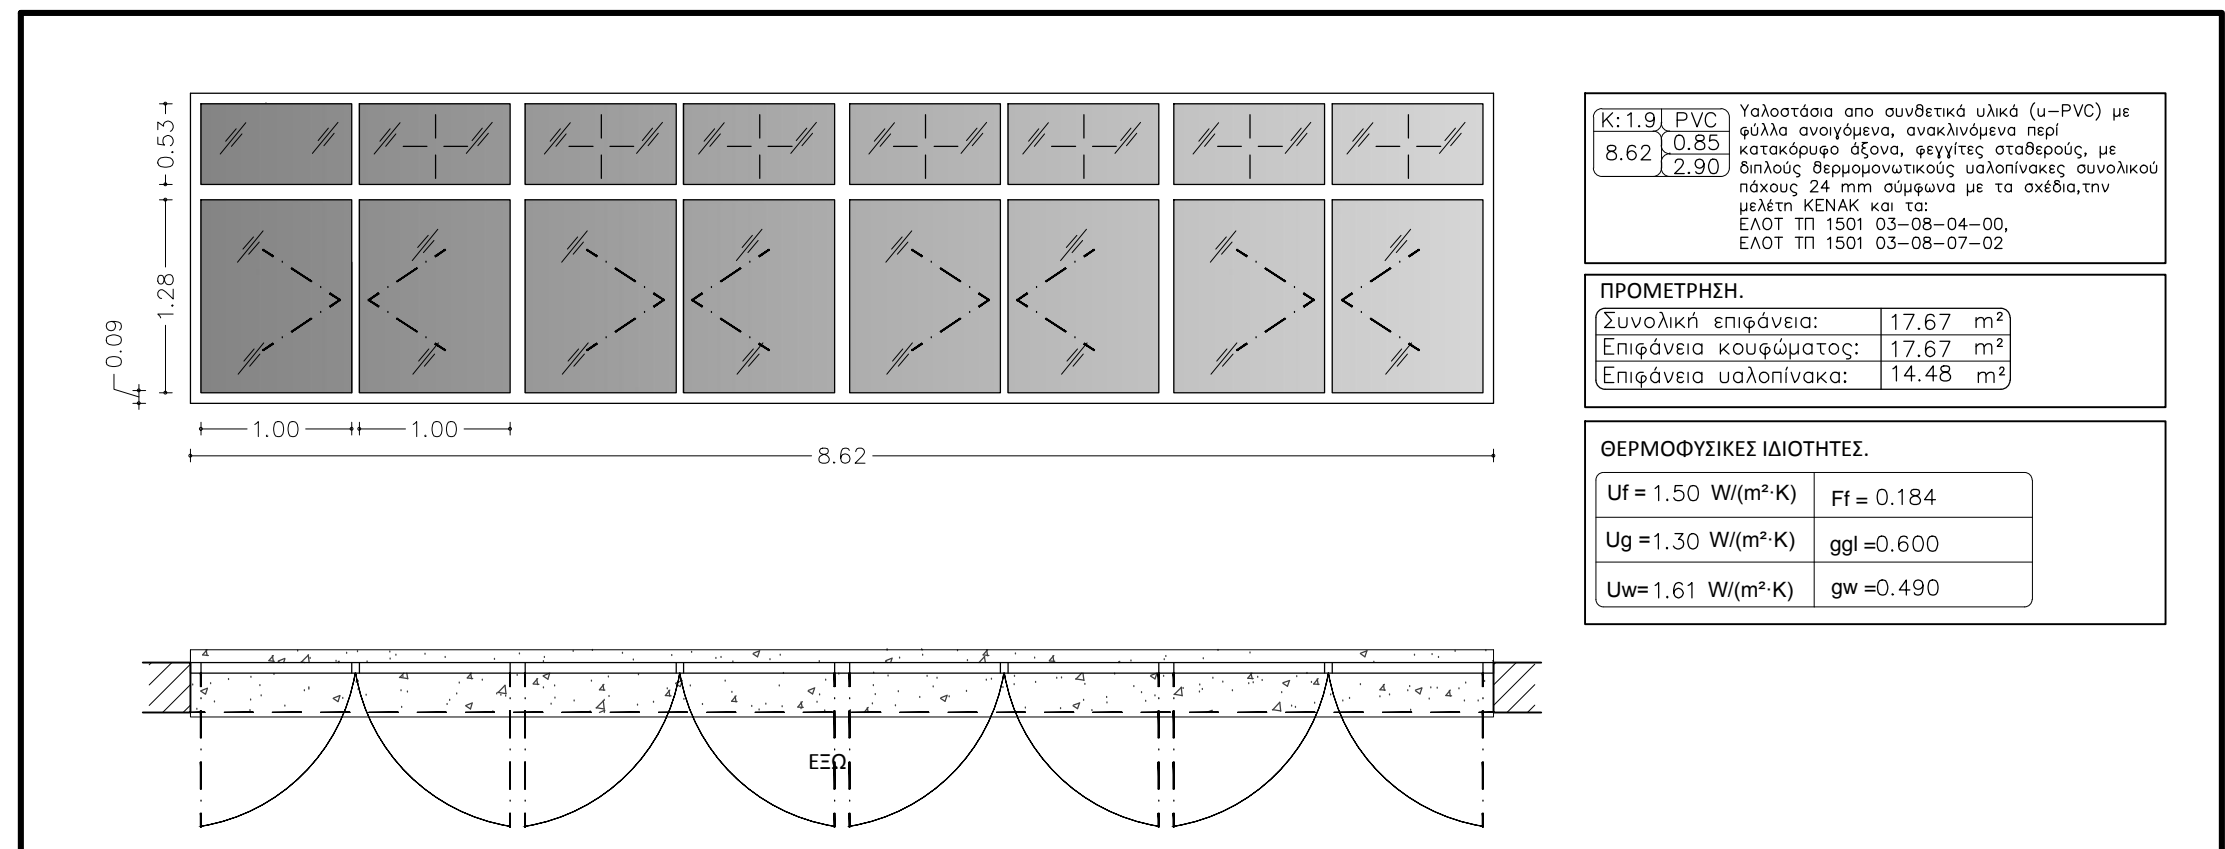 0.53
1.28
0.09
1.00
1.00
8.62
K:1.9
PVC
8.62
0.85
2.90
Υαλοστάσια απο συνθετικά υλικά (u-PVC) με
φύλλα ανοιγόμενα, ανακλινόμενα περί
κατακόρυφο άξονα, φεγγίτες σταθερούς, με
διπλούς θερμομονωτικούς υαλοπίνακες συνολικού
πάχους 24 mm σύμφωνα με τα σχέδια,την
μελέτη ΚΕΝΑΚ και τα:
ΕΛΟΤ ΤΠ 1501 03-08-04-00,
ΕΛΟΤ ΤΠ 1501 03-08-07-02
ΠΡΟΜΕΤΡΗΣΗ.
Συνολική επιφάνεια: 17.67 m²
Επιφάνεια κουφώματος: 17.67 m²
Επιφάνεια υαλοπίνακα: 14.48 m²
ΘΕΡΜΟΦΥΣΙΚΕΣ ΙΔΙΟΤΗΤΕΣ.
Uf = 1.50 W/(m²·K) Ff = 0.184
Ug =1.30 W/(m²·K) ggl =0.600
Uw= 1.61 W/(m²·K) gw =0.490
ΕΞΩ